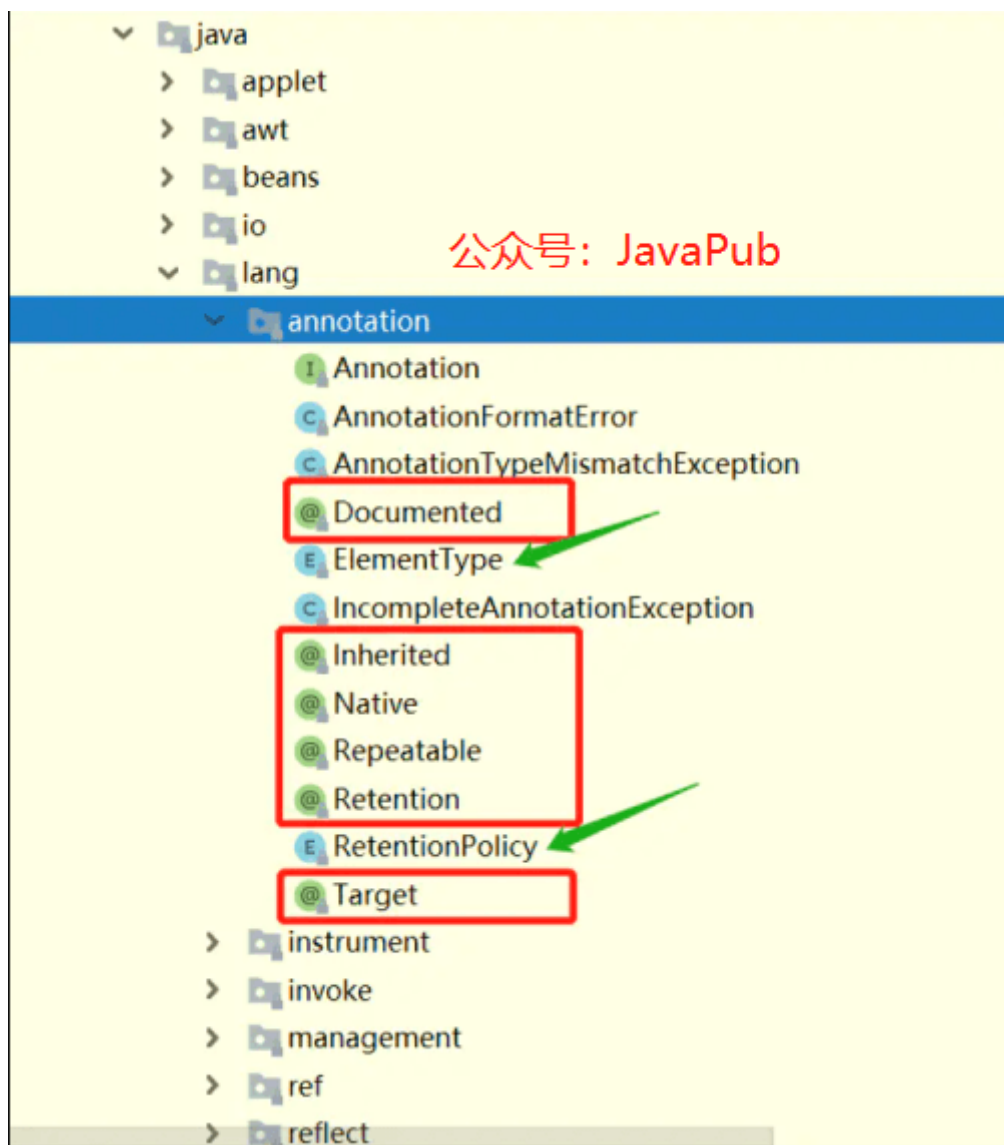 java
applet
awt
beans
io
公众号：JavaPub
lang
annotation
I Annotation
C AnnotationFormatError
C AnnotationTypeMismatchException
@ Documented
E ElementType
C IncompleteAnnotationException
@ Inherited
@ Native
@ Repeatable
@ Retention
E RetentionPolicy
@ Target
instrument
invoke
management
ref
reflect